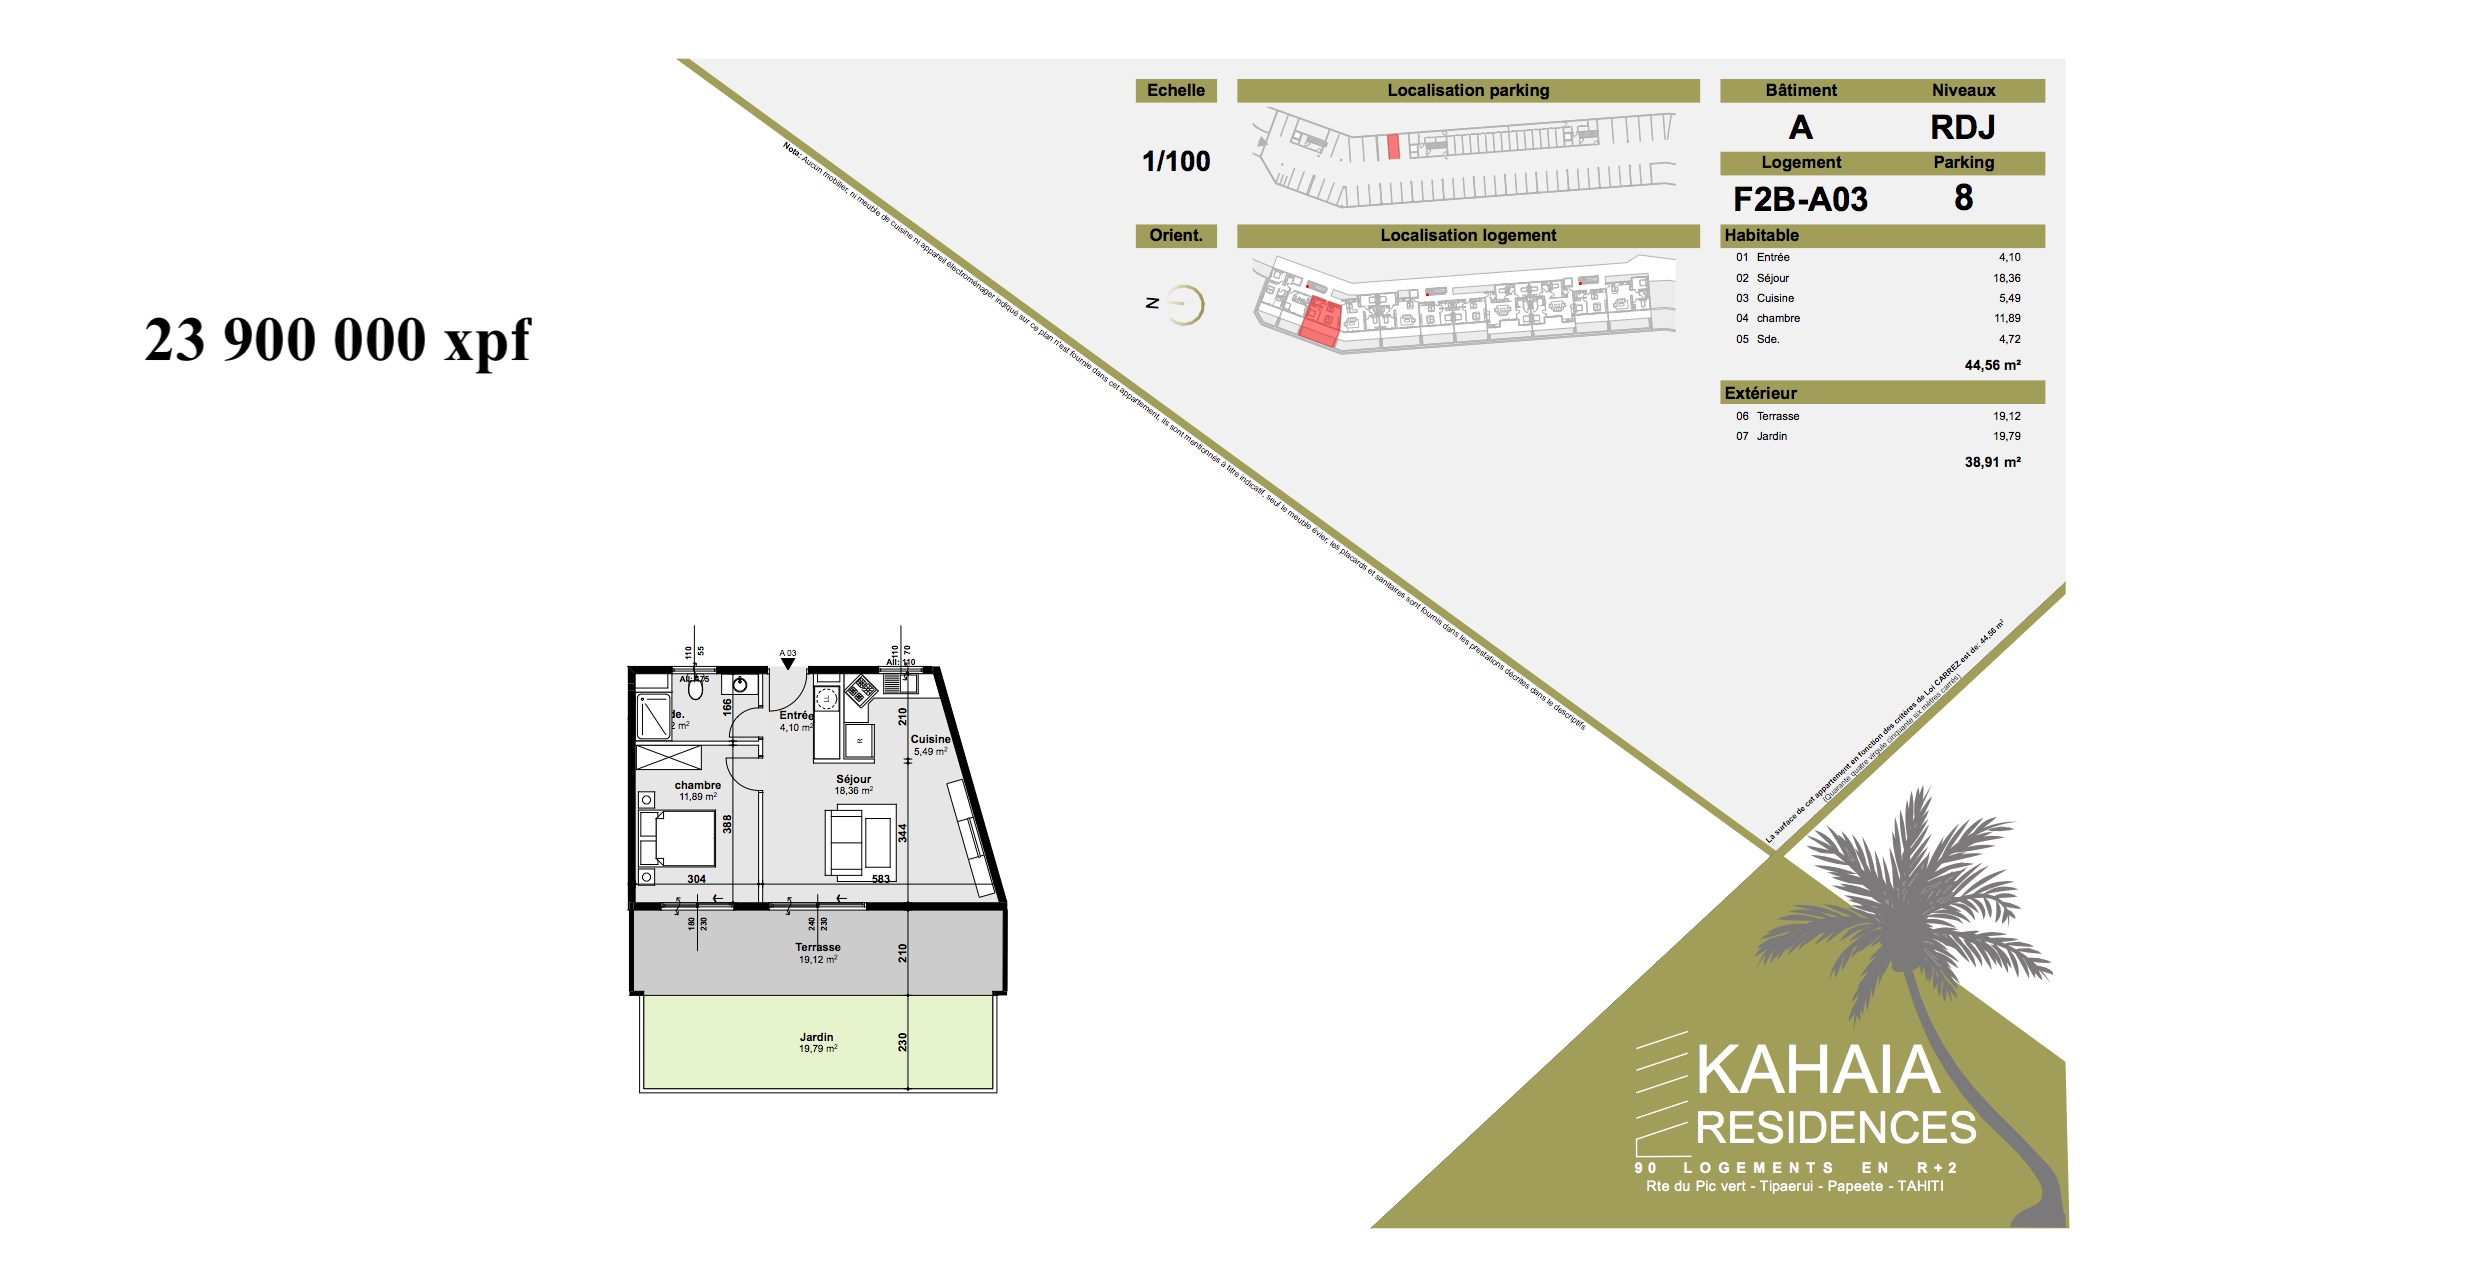 23 900 000 xpf
Echelle
1/100
Orient.
N
Localisation parking
Localisation logement
Bâtiment Niveaux
A RDJ
Logement Parking
F2B-A03 8
Habitable
01 Entrée 4,10
02 Séjour 18,36
03 Cuisine 5,49
04 chambre 11,89
05 Sde. 4,72
44,56 m²
Extérieur
06 Terrasse 19,12
07 Jardin 19,79
38,91 m²
Nota: Aucun mobilier, ni meuble de cuisine ni appareil électroménager indiqué sur ce plan n'est fournie dans cet appartement, ils sont mentionnés à titre indicatif, seul le meuble évier, les placards et sanitaires sont fournis dans les prestations décrites dans le descriptifs
La surface de cet appartement en fonction des critères de Loi CARREZ est de: 44,56 m²
(Quarante quatre virgule cinquante six mètres carrés)
110
55
A 03
110
70
All: 110
All: 175
de.
2 m²
166
Entrée
4,10 m²
LL
R
210
Cuisine
5,49 m²
chambre
11,89 m²
Séjour
18,36 m²
388
344
304
583
180
230
240
230
Terrasse
19,12 m²
210
Jardin
19,79 m²
230
KAHAIA
RESIDENCES
90 LOGEMENTS EN R+2
Rte du Pic vert - Tipaerui - Papeete - TAHITI